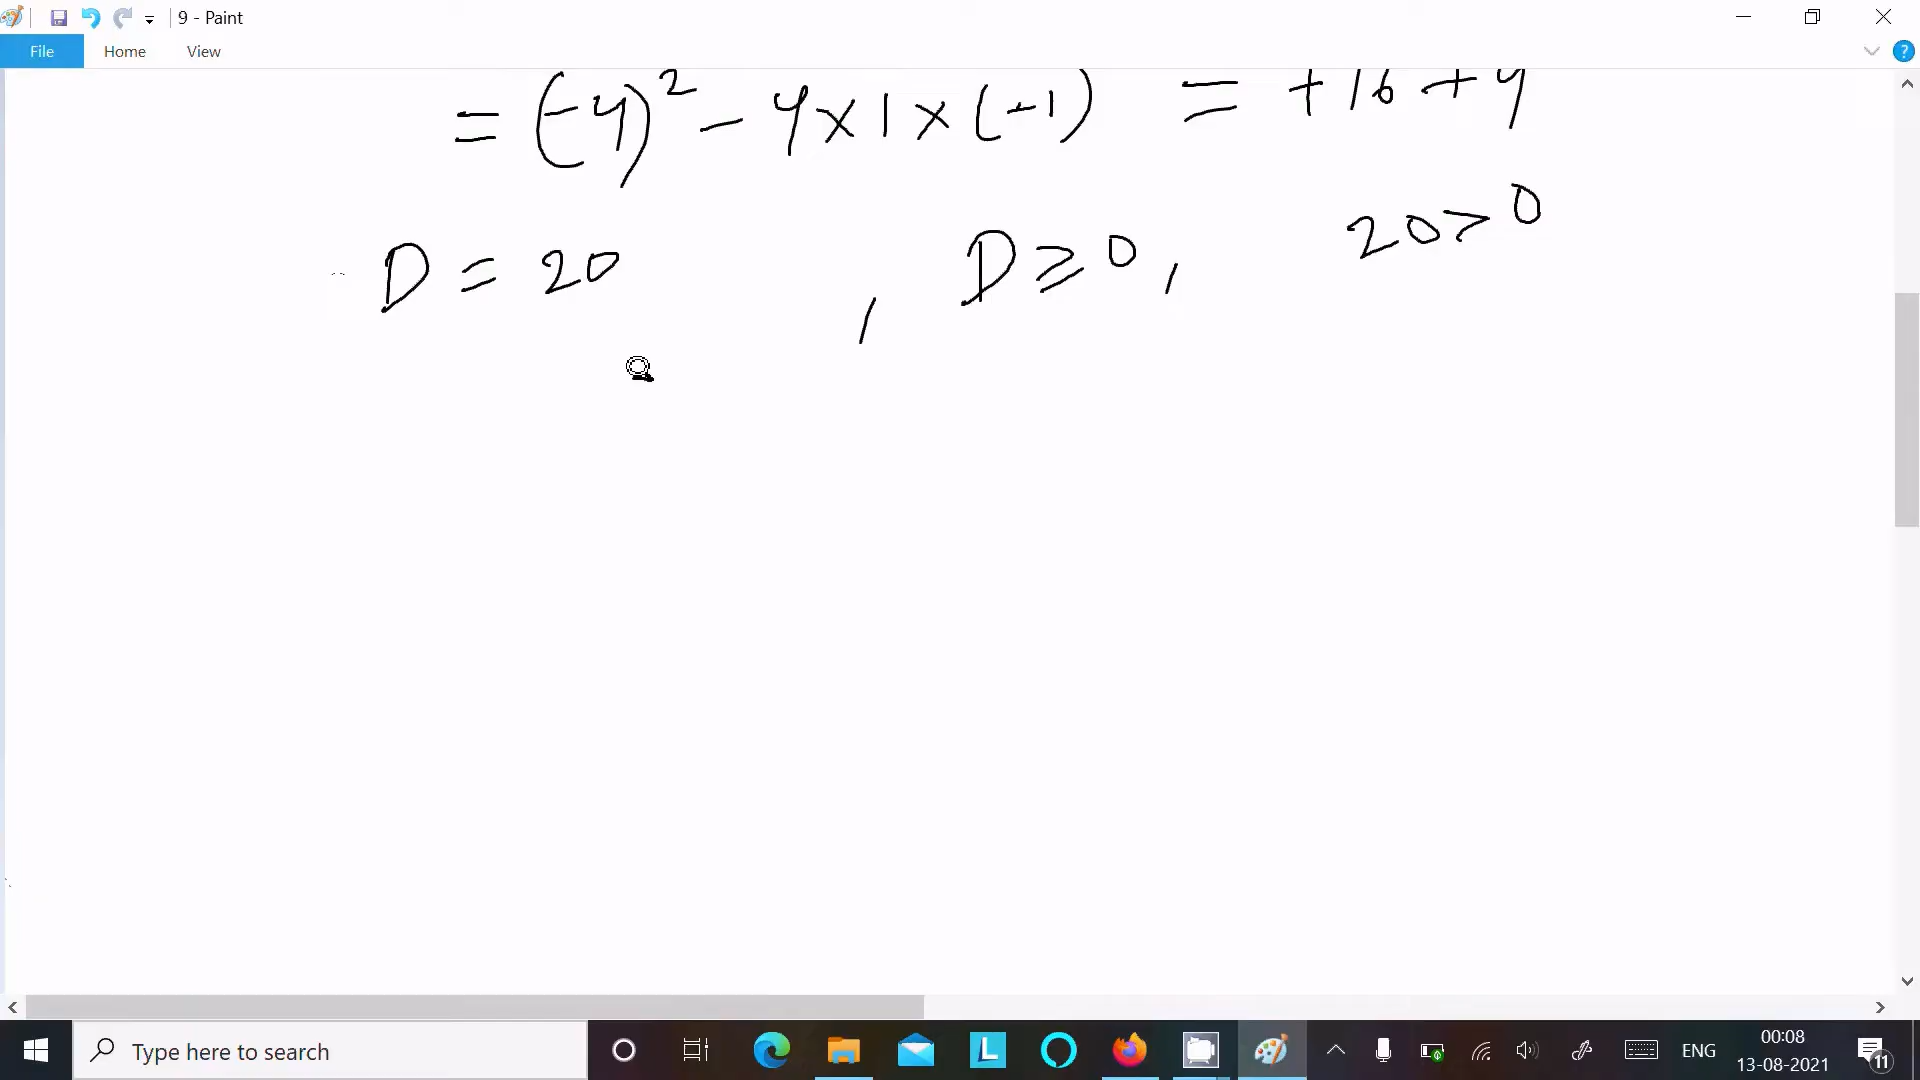 9 - Paint
File Home View
= (-4)² - 4 x 1 x (-1) = +16 + 4
D = 20 , D ≥ 0, 20 > 0
Type here to search
L
ENG
00:08
13-08-2021
11